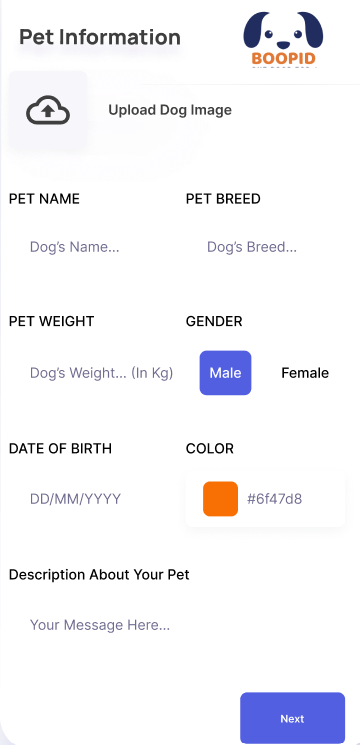 Pet Information
BOOPID
Upload Dog Image
PET NAME
PET BREED
Dog's Name...
Dog's Breed...
PET WEIGHT
GENDER
Dog's Weight... (In Kg)
Male
Female
DATE OF BIRTH
COLOR
DD/MM/YYYY
#6f47d8
Description About Your Pet
Your Message Here...
Next